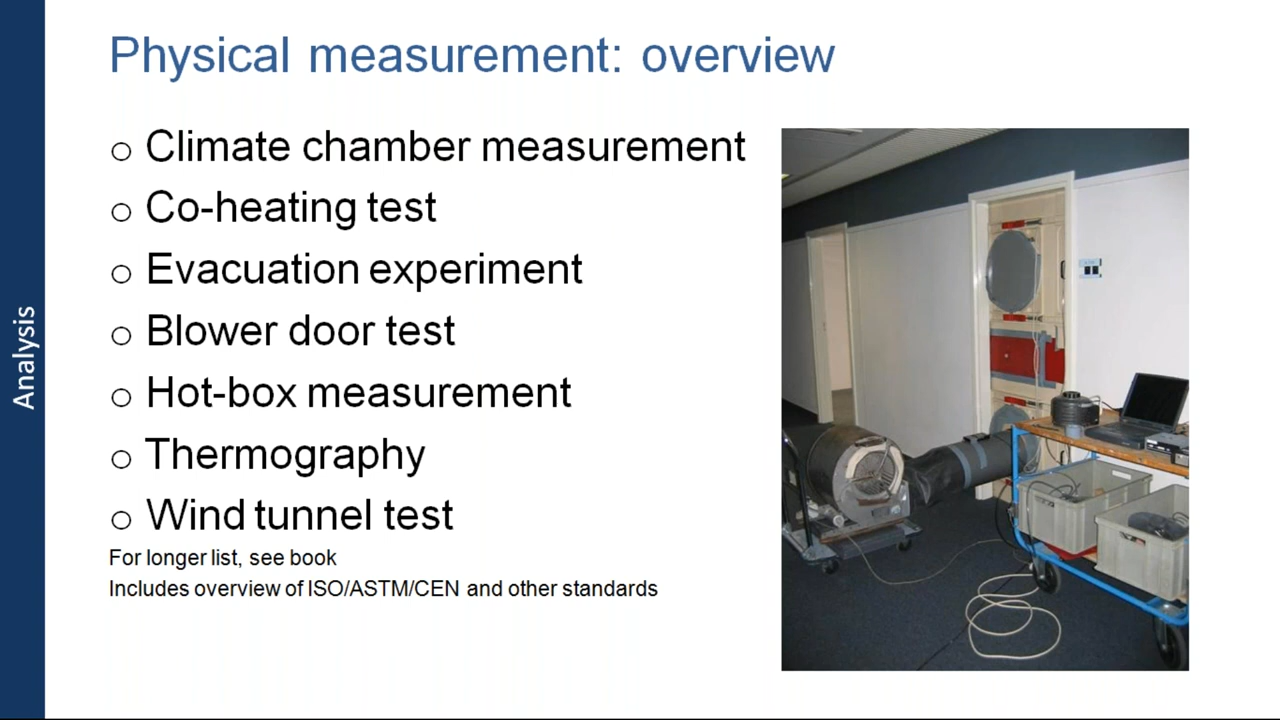 Physical measurement: overview
o Climate chamber measurement
o Co-heating test
o Evacuation experiment
o Blower door test
o Hot-box measurement
o Thermography
o Wind tunnel test
For longer list, see book
Includes overview of ISO/ASTM/CEN and other standards
Analysis